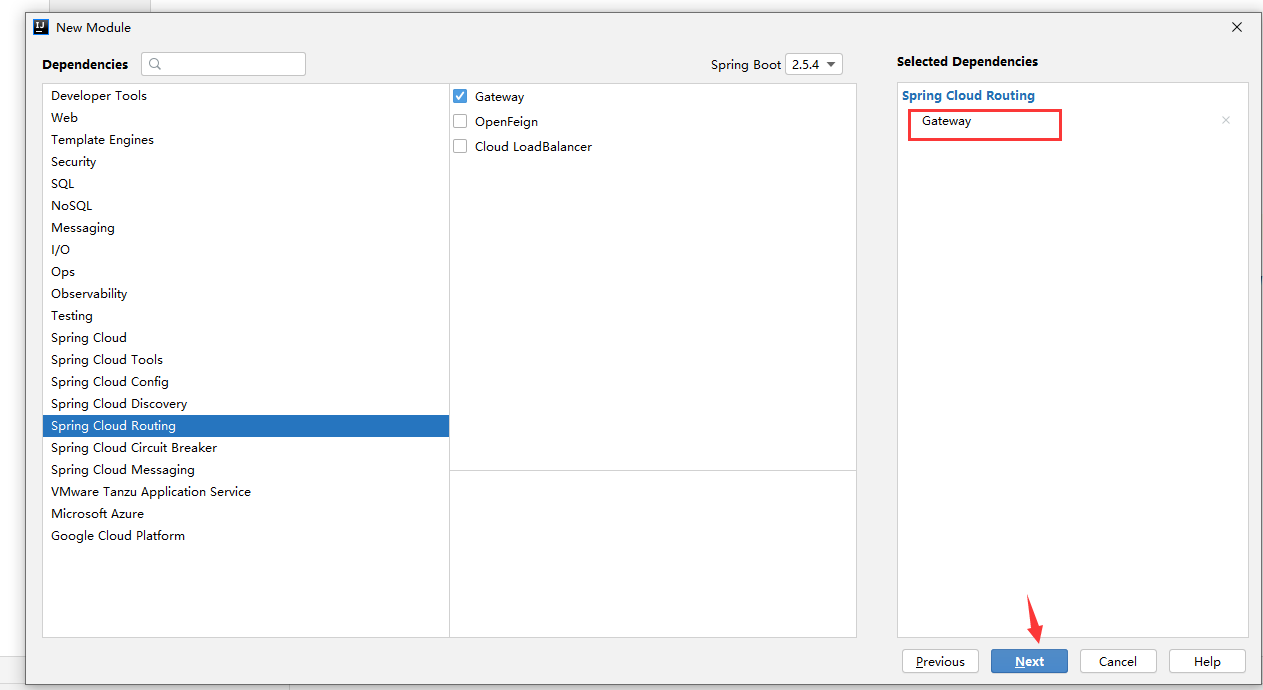 New Module
Dependencies
Spring Boot 2.5.4
Selected Dependencies
Developer Tools
Web
Template Engines
Security
SQL
NoSQL
Messaging
I/O
Ops
Observability
Testing
Spring Cloud
Spring Cloud Tools
Spring Cloud Config
Spring Cloud Discovery
Spring Cloud Routing
Spring Cloud Circuit Breaker
Spring Cloud Messaging
VMware Tanzu Application Service
Microsoft Azure
Google Cloud Platform
Gateway
OpenFeign
Cloud LoadBalancer
Spring Cloud Routing
Gateway
Previous
Next
Cancel
Help